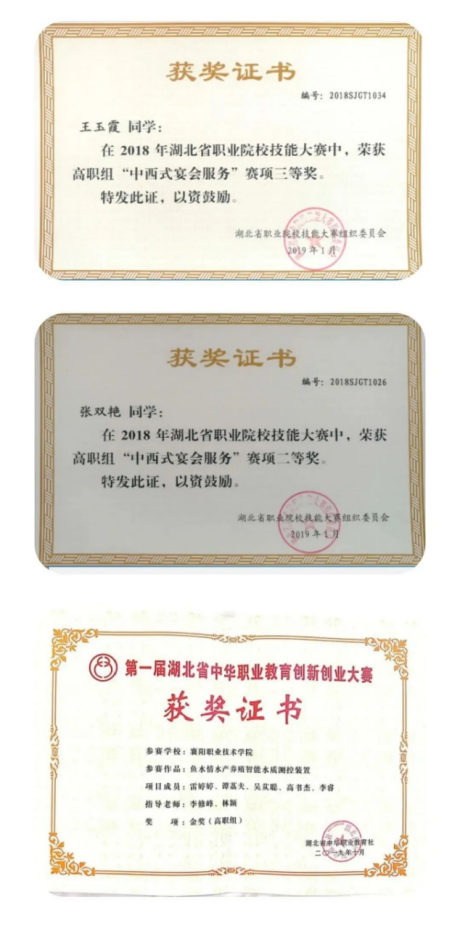 获奖证书
编号：2018SJGT1034
王玉霞 同学：
在 2018 年湖北省职业院校技能大赛中，荣获
高职组“中西式宴会服务”赛项三等奖。
特发此证，以资鼓励。
湖北省职业院校技能大赛组织委员会
2019 年 1 月
获奖证书
编号：2018SJGT1026
张双艳 同学：
在 2018 年湖北省职业院校技能大赛中，荣获
高职组“中西式宴会服务”赛项二等奖。
特发此证，以资鼓励。
湖北省职业院校技能大赛组织委员会
2019 年 1 月
第一届湖北省中华职业教育创新创业大赛
获奖证书
参赛学校：襄阳职业技术学院
参赛作品：鱼水情水产养殖智能水质测控装置
项目成员：雷婷婷、谭荔夫、吴从聪、高书杰、李睿
指导老师：李修峰、林颖
奖 项：金奖（高职组）
湖北省中华职业教育社
二〇一九年十月